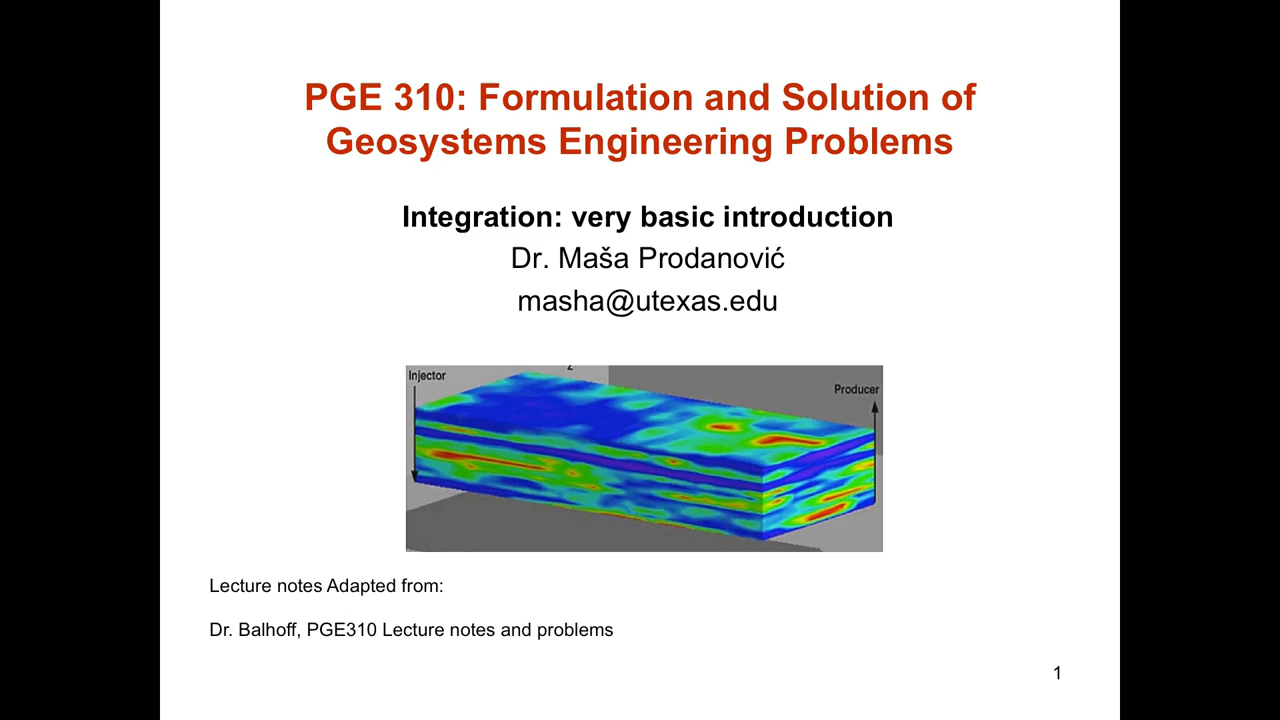 PGE 310: Formulation and Solution of
Geosystems Engineering Problems
Integration: very basic introduction
Dr. Maša Prodanović
masha@utexas.edu
z
Injector
Producer
Lecture notes Adapted from:
Dr. Balhoff, PGE310 Lecture notes and problems
1